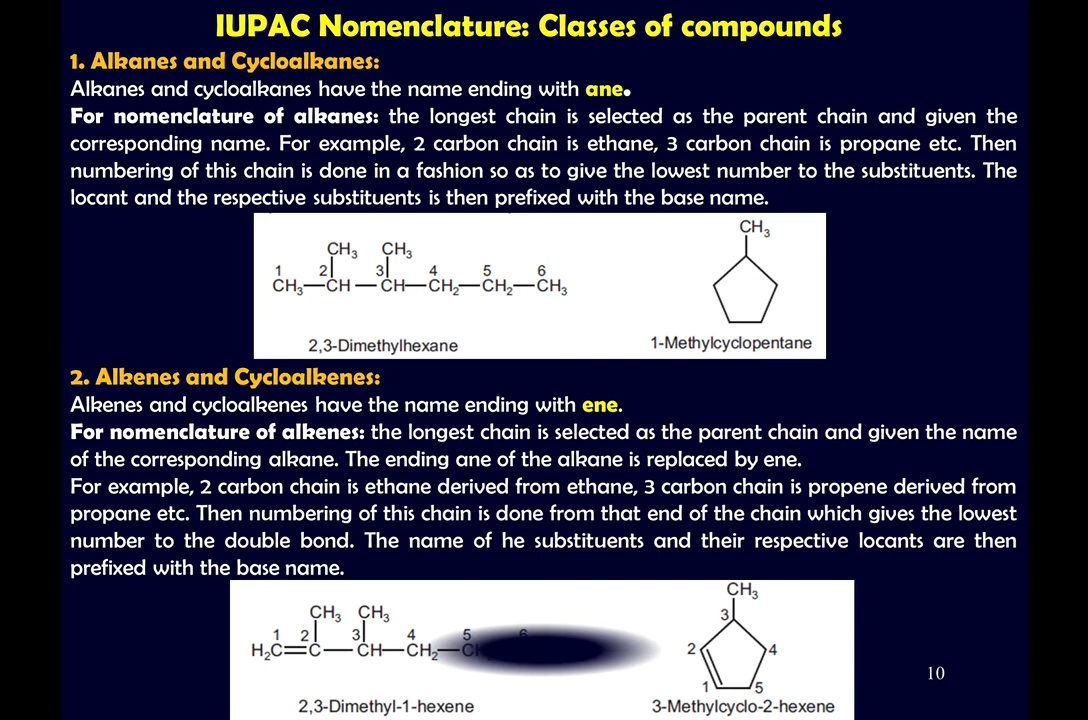 IUPAC Nomenclature: Classes of compounds
1. Alkanes and Cycloalkanes:
Alkanes and cycloalkanes have the name ending with ane.
For nomenclature of alkanes: the longest chain is selected as the parent chain and given the
corresponding name. For example, 2 carbon chain is ethane, 3 carbon chain is propane etc. Then
numbering of this chain is done in a fashion so as to give the lowest number to the substituents. The
locant and the respective substituents is then prefixed with the base name.
CH3 CH3 CH3
1 2 3 4 5 6
CH3—CH—CH—CH2—CH2—CH3
2,3-Dimethylhexane 1-Methylcyclopentane
2. Alkenes and Cycloalkenes:
Alkenes and cycloalkenes have the name ending with ene.
For nomenclature of alkenes: the longest chain is selected as the parent chain and given the name
of the corresponding alkane. The ending ane of the alkane is replaced by ene.
For example, 2 carbon chain is ethane derived from ethane, 3 carbon chain is propene derived from
propane etc. Then numbering of this chain is done from that end of the chain which gives the lowest
number to the double bond. The name of he substituents and their respective locants are then
prefixed with the base name.
CH3 CH3 CH3
1 2 3 4 5 6 3
H2C=C—CH—CH2— 2 4
1 5
2,3-Dimethyl-1-hexene 3-Methylcyclo-2-hexene
10